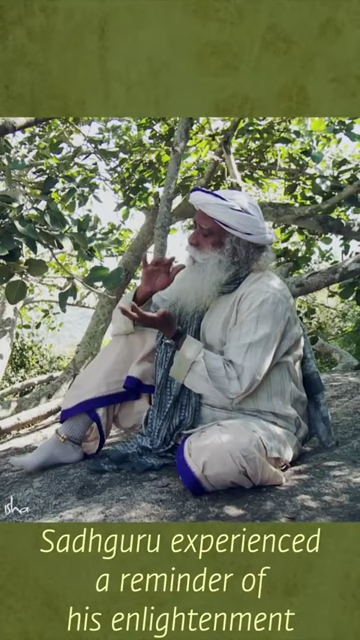 isha
Sadhguru experienced
a reminder of
his enlightenment